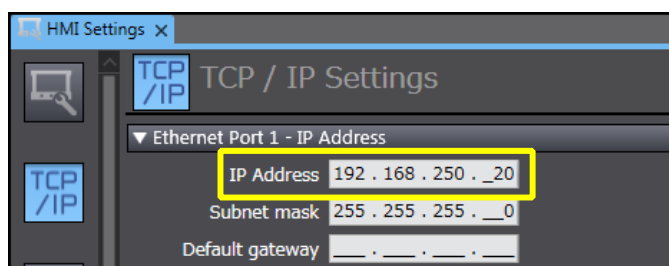 HMI Settings X
TCP
/IP
TCP / IP Settings
▼ Ethernet Port 1 - IP Address
TCP
/IP
IP Address 192 . 168 . 250 . _20
Subnet mask 255 . 255 . 255 . __0
Default gateway ___ . ___ . ___ . ___